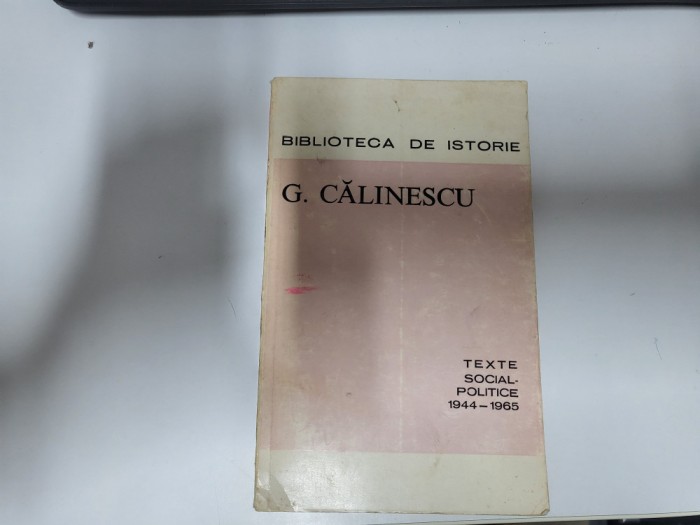 BIBLIOTECA DE ISTORIE
G. CĂLINESCU
TEXTE
SOCIAL-
POLITICE
1944–1965